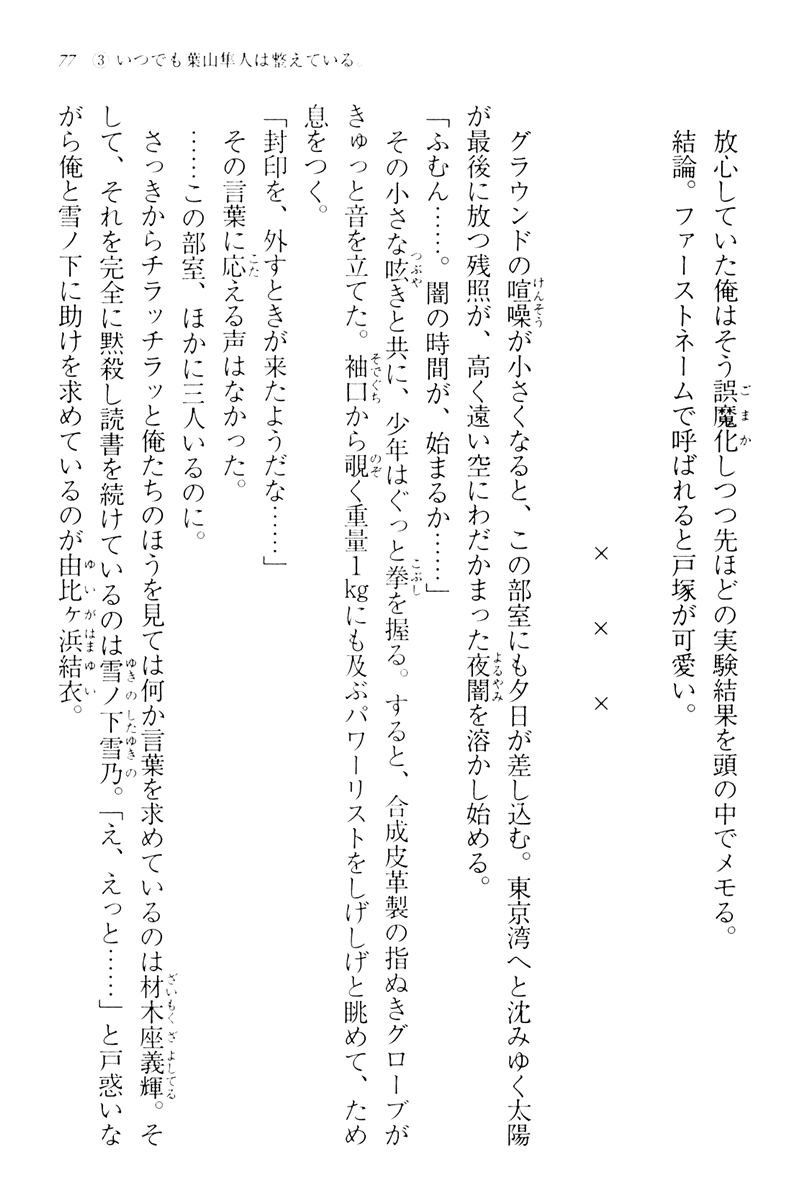 77 ③ いつでも葉山隼人は整えている。
放心していた俺はそう誤魔化しつつ先ほどの実験結果を頭の中でメモる。
結論。ファーストネームで呼ばれると戸塚が可愛い。
× × ×
グラウンドの喧噪が小さくなると、この部室にも夕日が差し込む。東京湾へと沈みゆく太陽
が最後に放つ残照が、高く遠い空にわだかまった夜闇を溶かし始める。
「ふむん……。闇の時間が、始まるか……」
その小さな呟きと共に、少年はぐっと拳を握る。すると、合成皮革製の指ぬきグローブが
きゅっと音を立てた。袖口から覗く重量1kgにも及ぶパワーリストをしげしげと眺めて、ため
息をつく。
「封印を、外すときが来たようだな……」
その言葉に応える声はなかった。
……この部室、ほかに三人いるのに。
さっきからチラッチラッと俺たちのほうを見ては何か言葉を求めているのは材木座義輝。そ
して、それを完全に黙殺し読書を続けているのは雪ノ下雪乃。「え、えっと……」と戸惑いな
がら俺と雪ノ下に助けを求めているのが由比ヶ浜結衣。